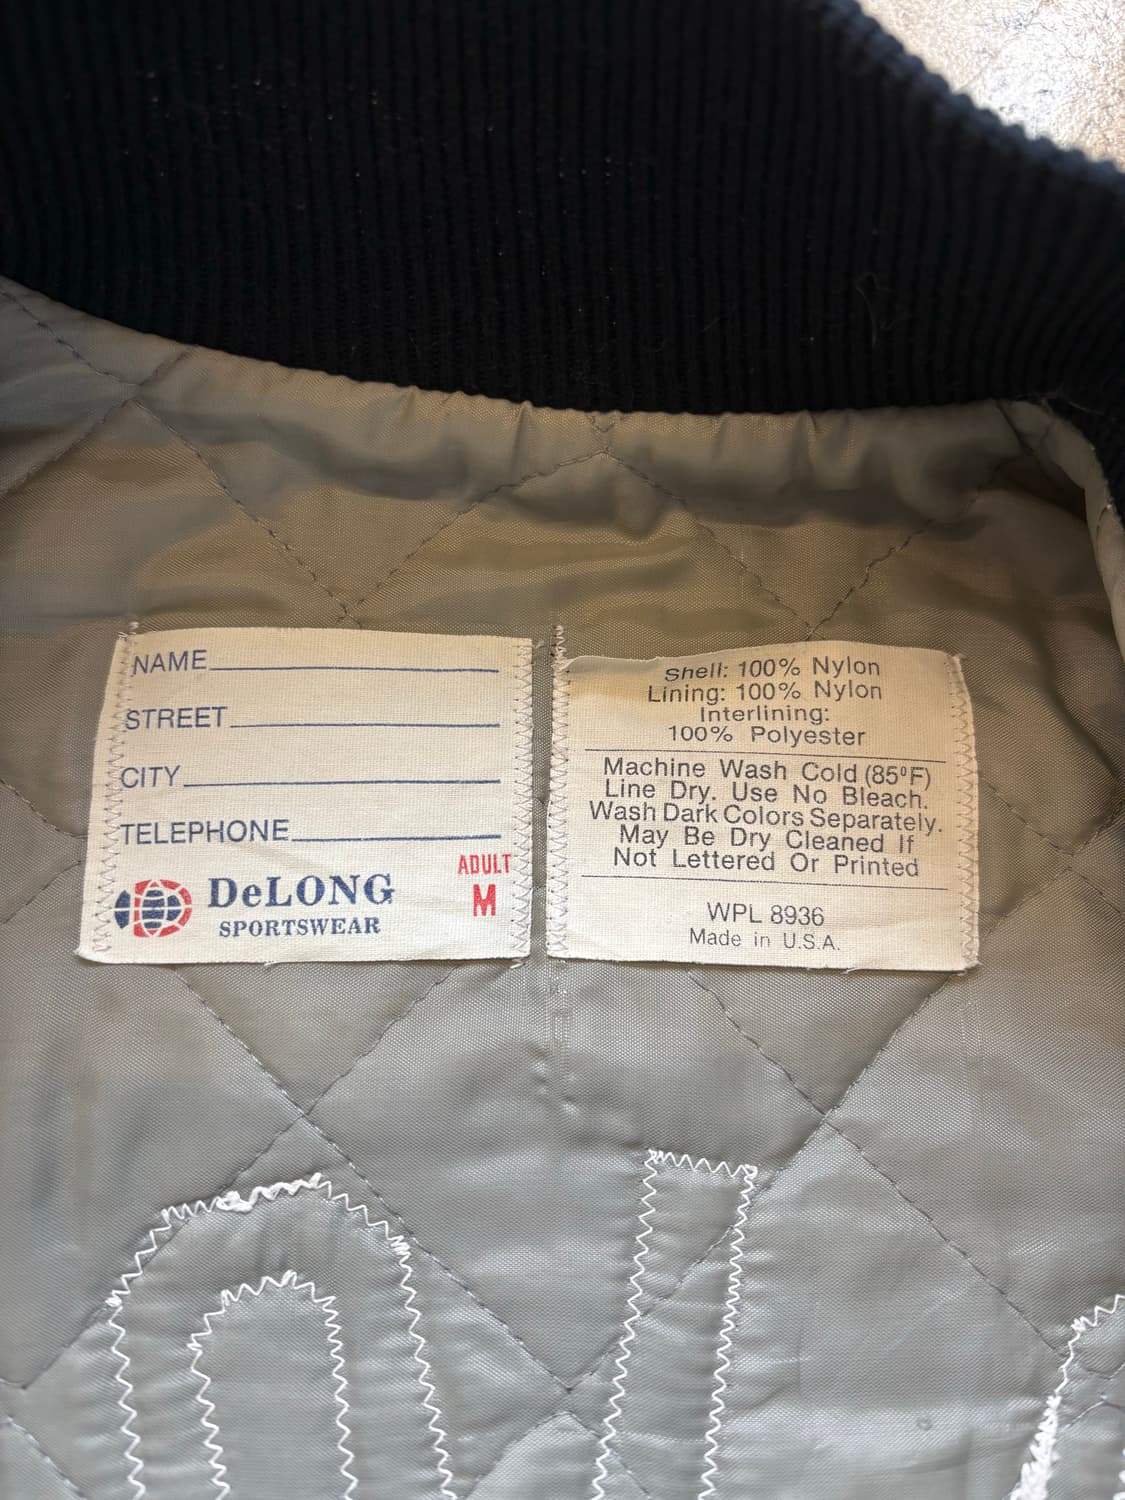 NAME
STREET
CITY
TELEPHONE
ADULT
M
DeLONG
SPORTSWEAR
Shell: 100% Nylon
Lining: 100% Nylon
Interlining:
100% Polyester
Machine Wash Cold (85ºF)
Line Dry. Use No Bleach.
Wash Dark Colors Separately.
May Be Dry Cleaned If
Not Lettered Or Printed
WPL 8936
Made in U.S.A.